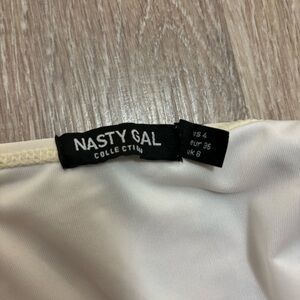 NASTY GAL
COLLECTION
us 4
eur 36
uk 8